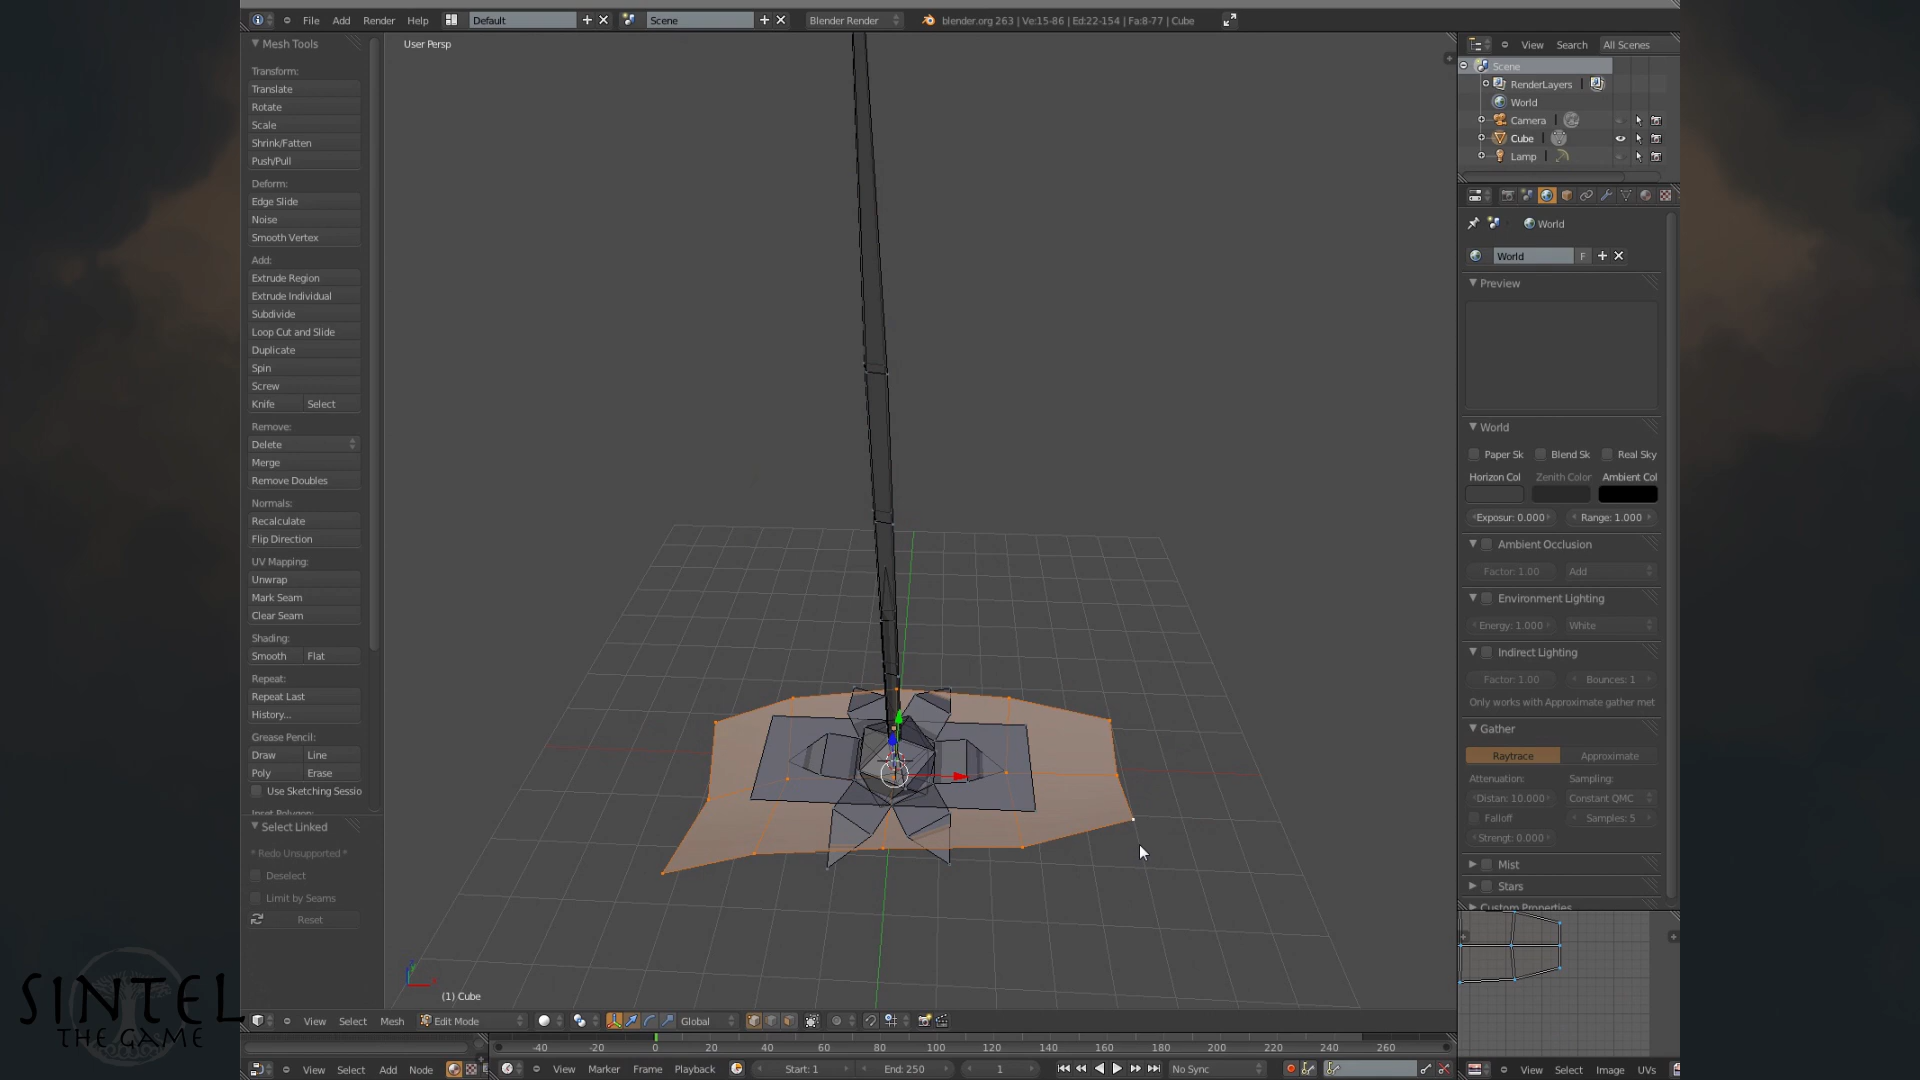 File Add Render Help Default Scene Blender Render blender.org 263 | Ve:15-86 | Ed:22-154 | Fa:8-77 | Cube
Mesh Tools
Transform:
Translate
Rotate
Scale
Shrink/Fatten
Push/Pull
Deform:
Edge Slide
Noise
Smooth Vertex
Add:
Extrude Region
Extrude Individual
Subdivide
Loop Cut and Slide
Duplicate
Spin
Screw
Knife Select
Remove:
Delete
Merge
Remove Doubles
Normals:
Recalculate
Flip Direction
UV Mapping:
Unwrap
Mark Seam
Clear Seam
Shading:
Smooth Flat
Repeat:
Repeat Last
History...
Grease Pencil:
Draw Line
Poly Erase
Use Sketching Sessio
Select Linked
* Redo Unsupported *
Deselect
Limit by Seams
Reset
User Persp
(1) Cube
View Select Mesh Edit Mode Global
-40 -20 0 20 40 60 80 100 120 140 160 180 200 220 240 260
View Select Add Node
View Marker Frame Playback Start: 1 End: 250 1 No Sync
View Search All Scenes
Scene
RenderLayers
World
Camera
Cube
Lamp
World
World F
Preview
World
Paper Sk Blend Sk Real Sky
Horizon Col Zenith Color Ambient Col
Exposur: 0.000 Range: 1.000
Ambient Occlusion
Factor: 1.00 Add
Environment Lighting
Energy: 1.000 White
Indirect Lighting
Factor: 1.00 Bounces: 1
Only works with Approximate gather met
Gather
Raytrace Approximate
Attenuation: Sampling:
Distan: 10.000 Constant QMC
Falloff Samples: 5
Strengt: 0.000
Mist
Stars
Custom Properties
View Select Image UVs
SINTEL
THE GAME